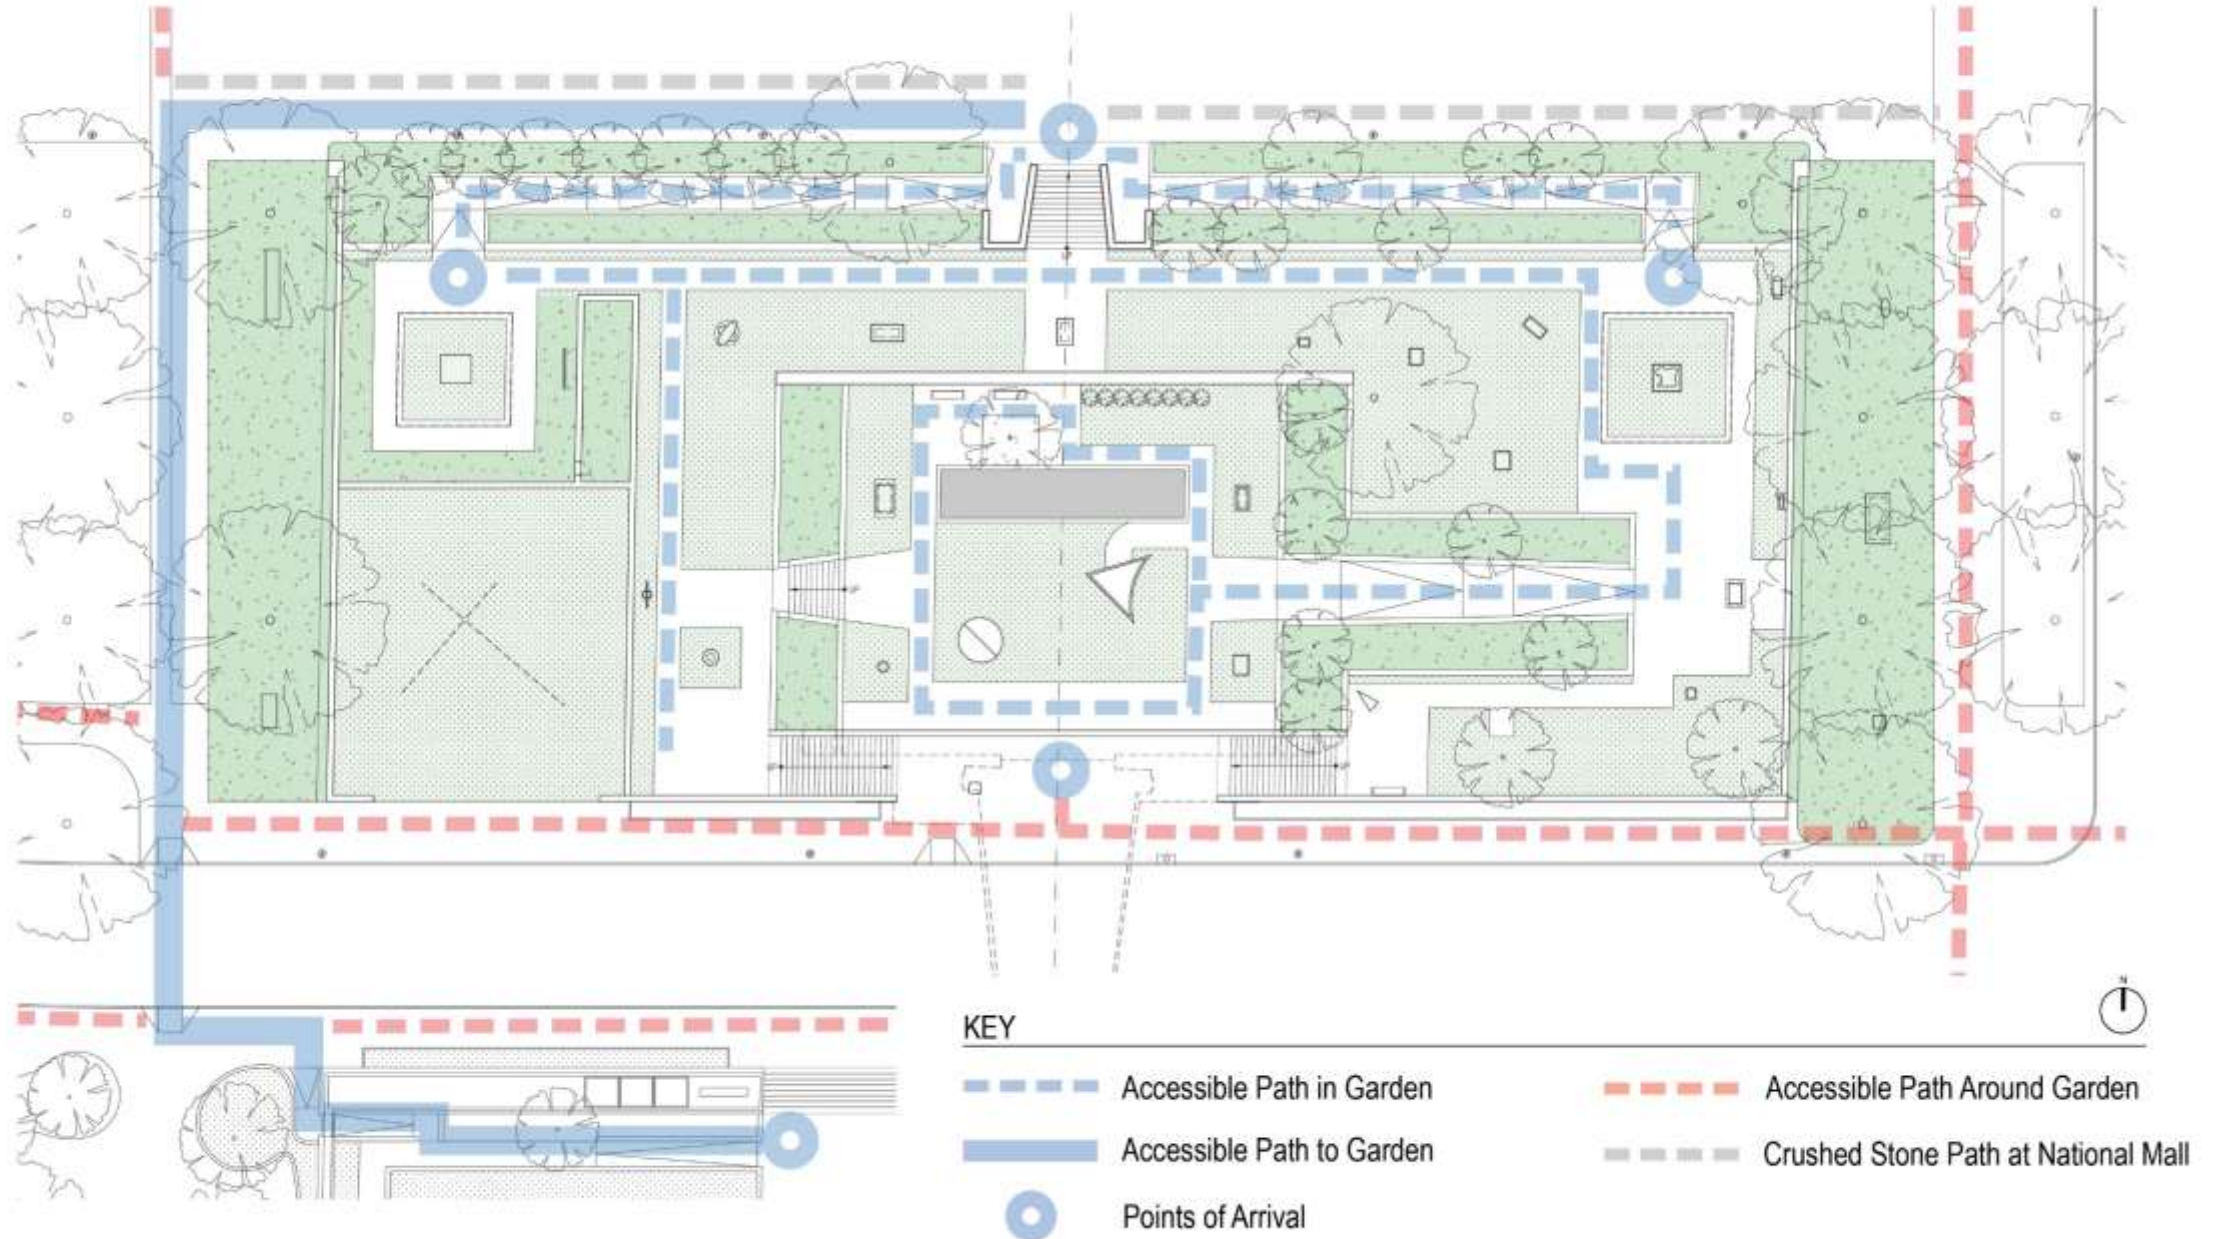 N
KEY
Accessible Path in Garden
Accessible Path Around Garden
Accessible Path to Garden
Crushed Stone Path at National Mall
Points of Arrival